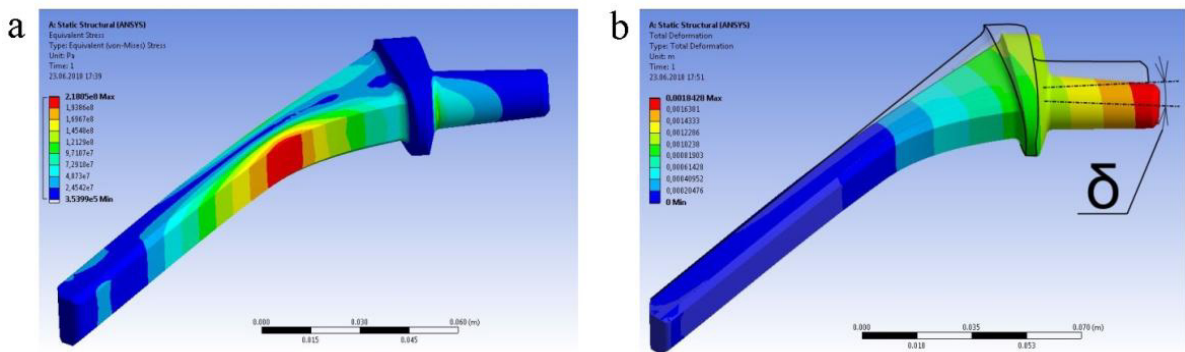 a
A: Static Structural (ANSYS)
Equivalent Stress
Type: Equivalent (von-Mises) Stress
Unit: Pa
Time: 1
23.06.2018 17:39
2,1805e8 Max
1,9386e8
1,6967e8
1,4548e8
1,2129e8
9,7107e7
7,2918e7
4,873e7
2,4542e7
3,5399e5 Min
0.000
0.030
0.060 (m)
0.015
0.045
b
A: Static Structural (ANSYS)
Total Deformation
Type: Total Deformation
Unit: m
Time: 1
23.06.2018 17:51
0,0018428 Max
0,0016381
0,0014333
0,0012286
0,0010238
0,00081903
0,00061428
0,00040952
0,00020476
0 Min
δ
0.000
0.035
0.070 (m)
0.018
0.053